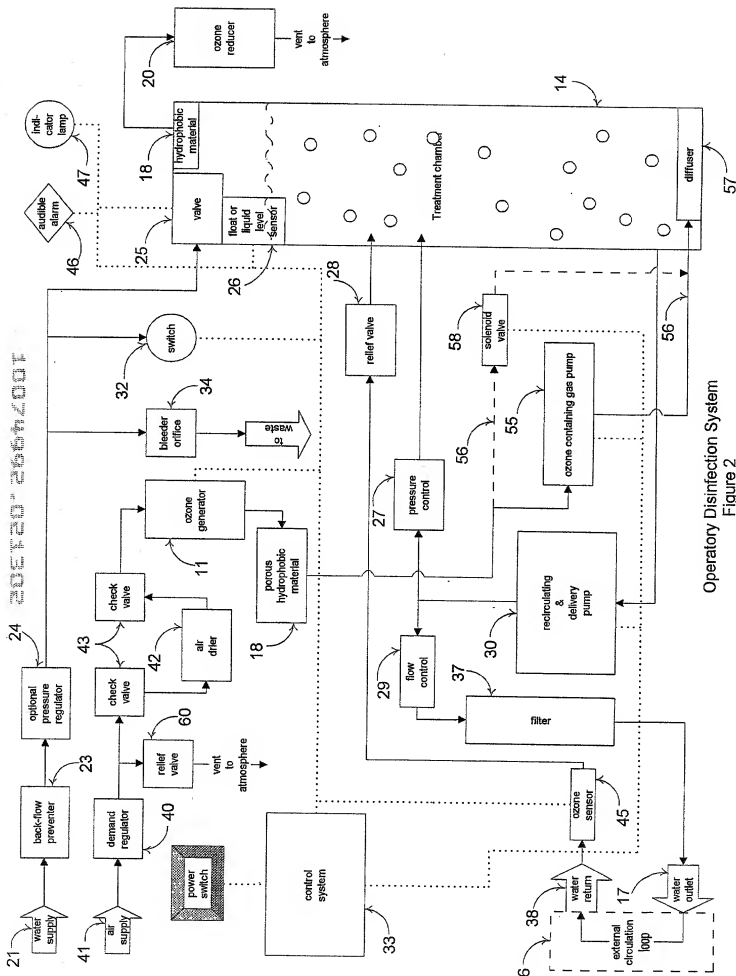 indi-
cator
lamp
47
audible
alarm
46
18
hydrophobic
material
20
ozone
reducer
vent
to
atmosphere
25
valve
float or
liquid
level
sensor
26
Treatment chamber
14
diffuser
57
32
switch
34
bleeder
orifice
to
waste
28
relief valve
58
solenoid
valve
56
55
ozone containing gas pump
56
24
optional
pressure
regulator
23
back-flow
preventer
21
water
supply
43
check
valve
check
valve
42
air
drier
11
ozone
generator
18
porous
hydrophobic
material
27
pressure
control
30
recirculating
&
delivery
pump
29
flow
control
37
filter
60
relief
valve
vent
to
atmosphere
40
demand
regulator
41
air
supply
power
switch
control
system
33
45
ozone
sensor
38
water
return
17
water
outlet
external
circulation
loop
6
Operatory Disinfection System
Figure 2